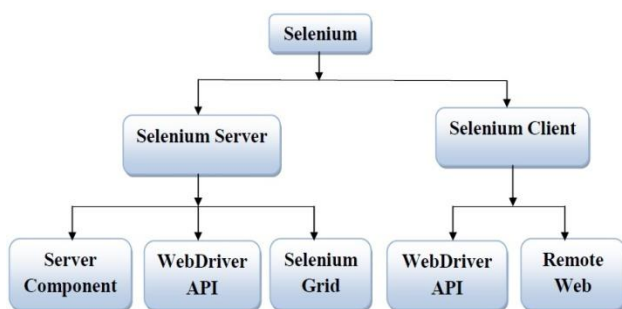 Selenium
Selenium Server
Selenium Client
Server
Component
WebDriver
API
Selenium
Grid
WebDriver
API
Remote
Web